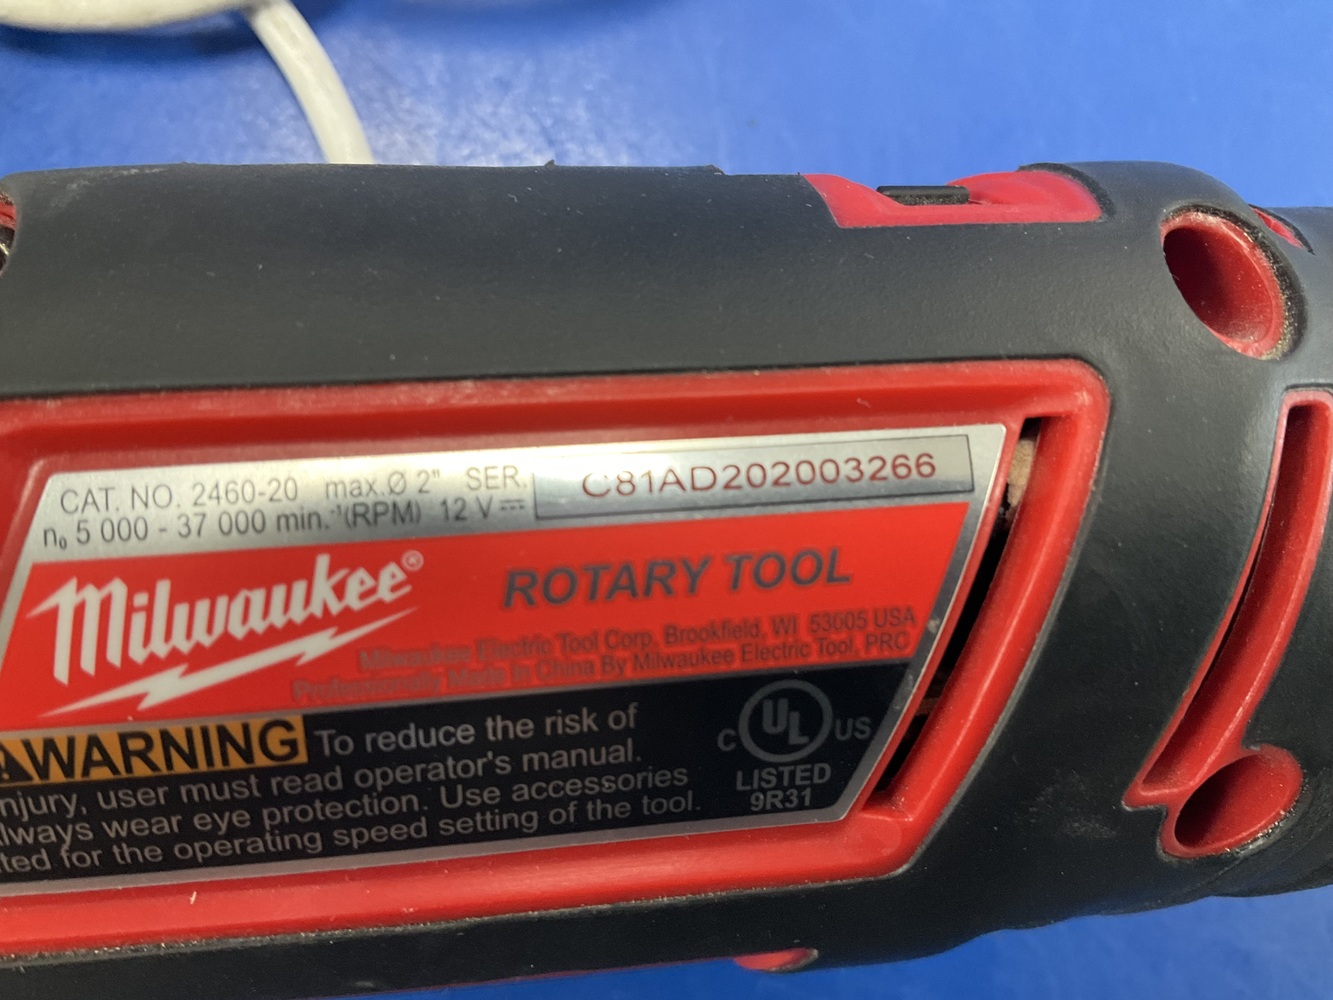 CAT. NO. 2460-20 max.Ø 2" SER. C81AD202003266
n₀ 5 000 - 37 000 min.⁻¹(RPM) 12 V ⎓
Milwaukee®
ROTARY TOOL
Milwaukee Electric Tool Corp. Brookfield, WI 53005 USA
Professionally Made In China By Milwaukee Electric Tool, PRC
WARNING To reduce the risk of
njury, user must read operator's manual.
lways wear eye protection. Use accessories
ted for the operating speed setting of the tool.
C UL US
LISTED
9R31